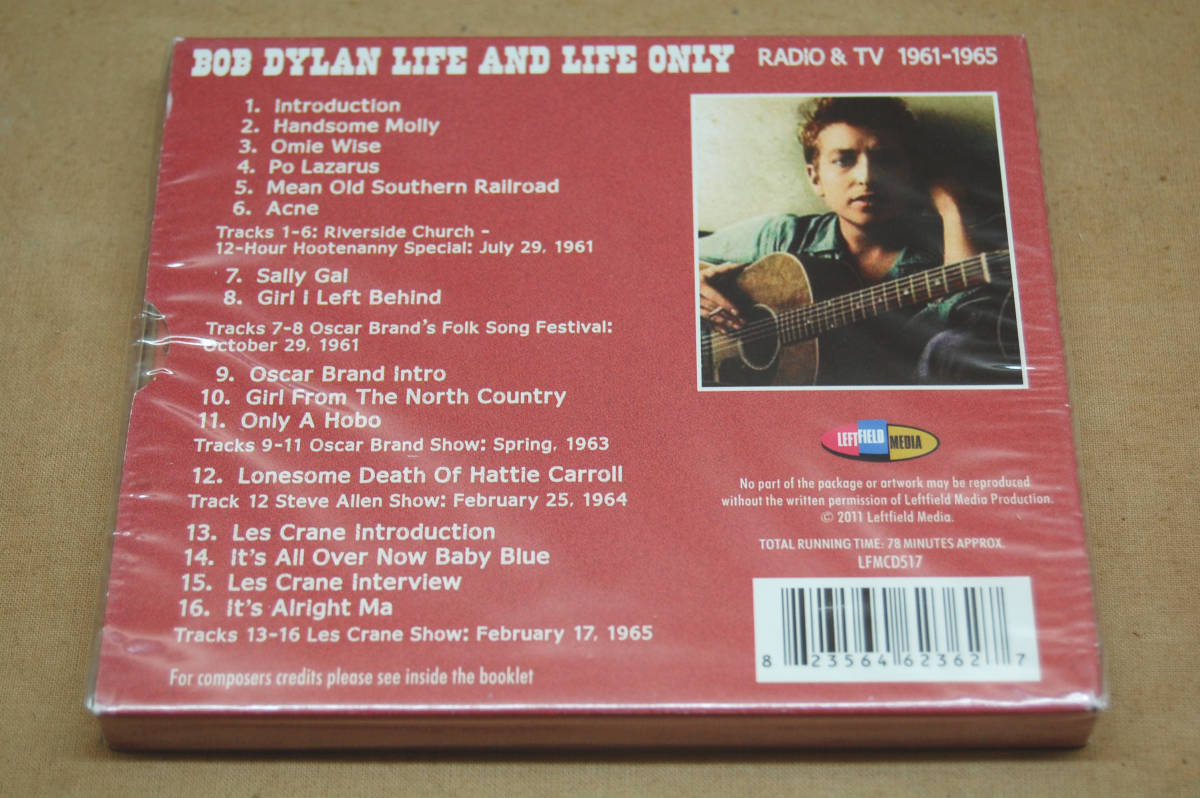 BOB DYLAN LIFE AND LIFE ONLY RADiO & TV 1961-1965
1. Introduction
2. Handsome Molly
3. Omie Wise
4. Po Lazarus
5. Mean Old Southern Railroad
6. Acne
Tracks 1-6: Riverside Church -
12-Hour Hootenanny Special: July 29, 1961
7. Sally Gal
8. Girl I Left Behind
Tracks 7-8 Oscar Brand's Folk Song Festival:
October 29, 1961
9. Oscar Brand Intro
10. Girl From The North Country
11. Only A Hobo
Tracks 9-11 Oscar Brand Show: Spring, 1963
12. Lonesome Death Of Hattie Carroll
Track 12 Steve Allen Show: February 25, 1964
13. Les Crane Introduction
14. It's All Over Now Baby Blue
15. Les Crane Interview
16. It's Alright Ma
Tracks 13-16 Les Crane Show: February 17, 1965
For composers credits please see inside the booklet
LEFTFIELD MEDIA
No part of the package or artwork may be reproduced
without the written permission of Leftfield Media Production.
© 2011 Leftfield Media.
TOTAL RUNNING TIME: 78 MINUTES APPROX.
LFMCD517
8 23564 62362 7